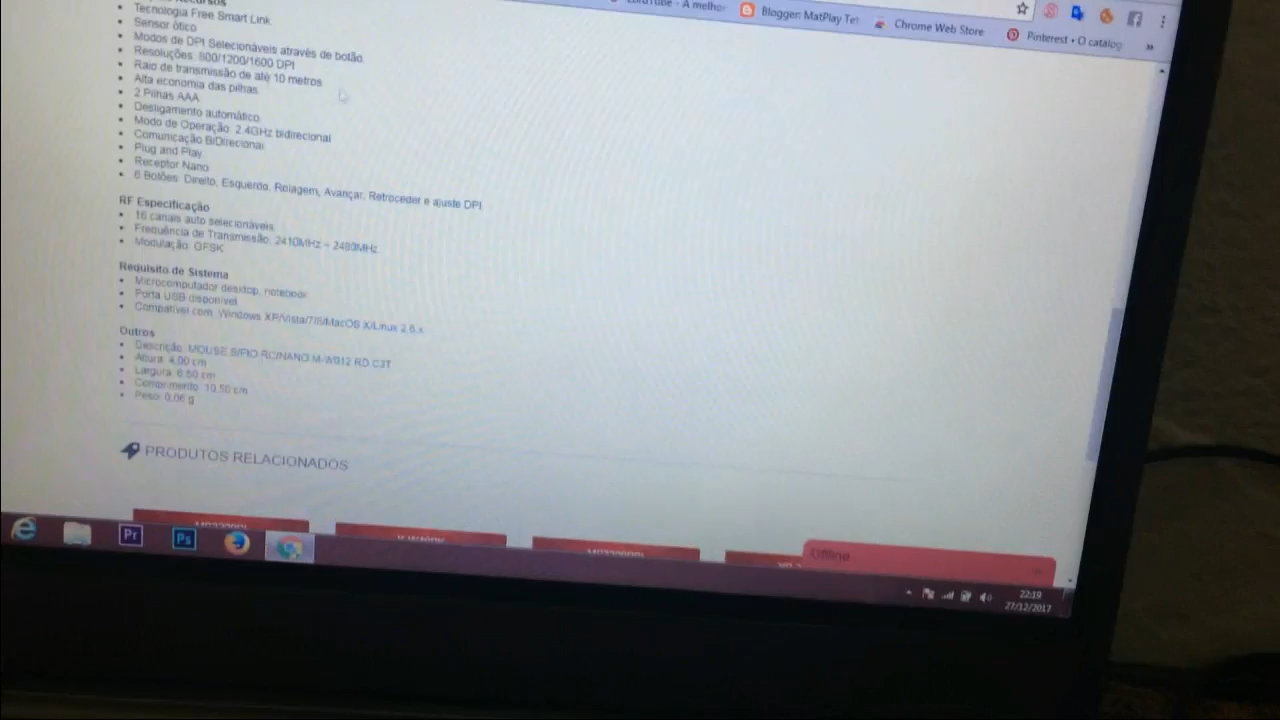 A melhor
Blogger: MatPlay Te
Chrome Web Store
Pinterest • O catálog
»
• Tecnologia Free Smart Link
• Sensor ótico
• Modos de DPI Selecionáveis através de botão
• Resoluções: 800/1200/1600 DPI
• Raio de transmissão de até 10 metros
• Alta economia das pilhas
• 2 Pilhas AAA
• Desligamento automático
• Modo de Operação: 2.4GHz bidirecional
• Comunicação BiDirecional
• Plug and Play
• Receptor Nano
• 6 Botões: Direito, Esquerdo, Rolagem, Avançar, Retroceder e ajuste DPI
RF Especificação
• 16 canais auto selecionáveis
• Frequência de Transmissão: 2410MHz ~ 2480MHz
• Modulação: GFSK
Requisito de Sistema
• Microcomputador desktop, notebook
• Porta USB disponível
• Compatível com: Windows XP/Vista/7/8/MacOS X/Linux 2.6.x
Outros
• Descrição: MOUSE S/FIO RC/NANO M-W012 RD C3T
• Altura: 4,00 cm
• Largura: 6,50 cm
• Comprimento: 10,50 cm
• Peso: 0,06 g
PRODUTOS RELACIONADOS
Offline
Pr
Ps
22:19
27/12/2017